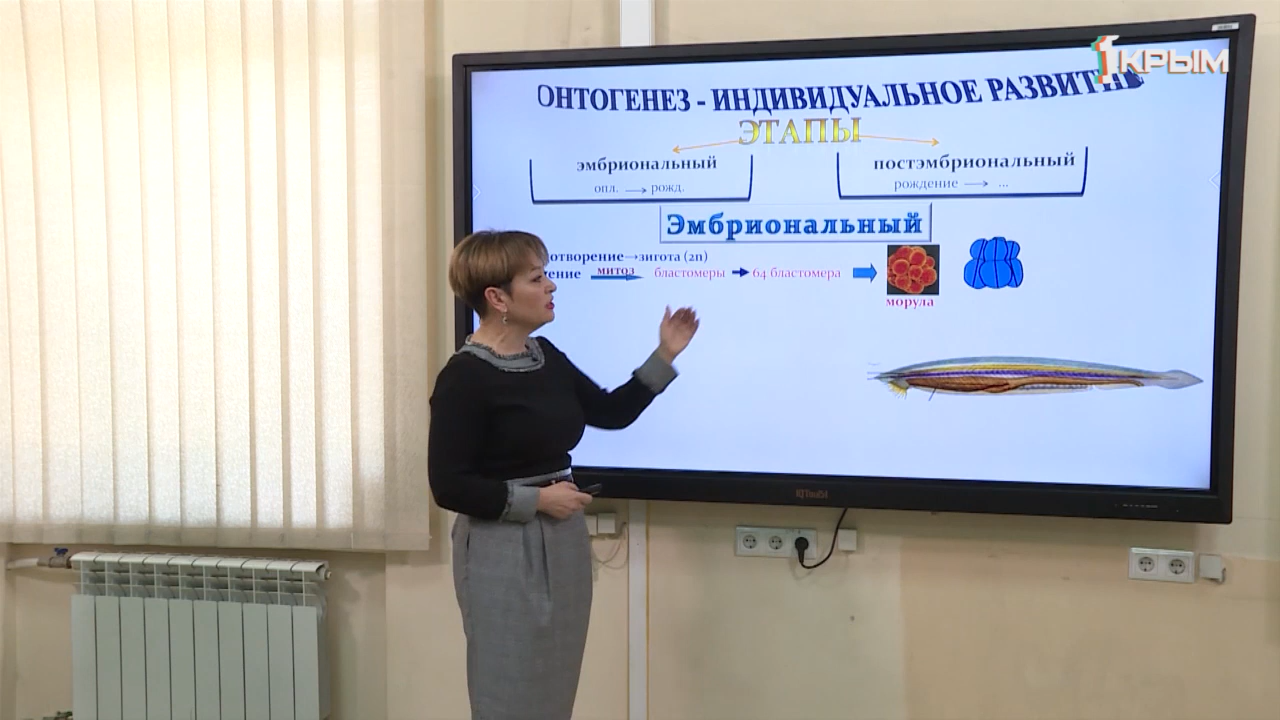 1КРЫМ
ОНТОГЕНЕЗ - ИНДИВИДУАЛЬНОЕ РАЗВИТИЕ
ЭТАПЫ
эмбриональный
постэмбриональный
опл. → рожд.
рождение → ...
Эмбриональный
отворение→зигота (2n)
ение митоз бластомеры → 64 бластомера
морула